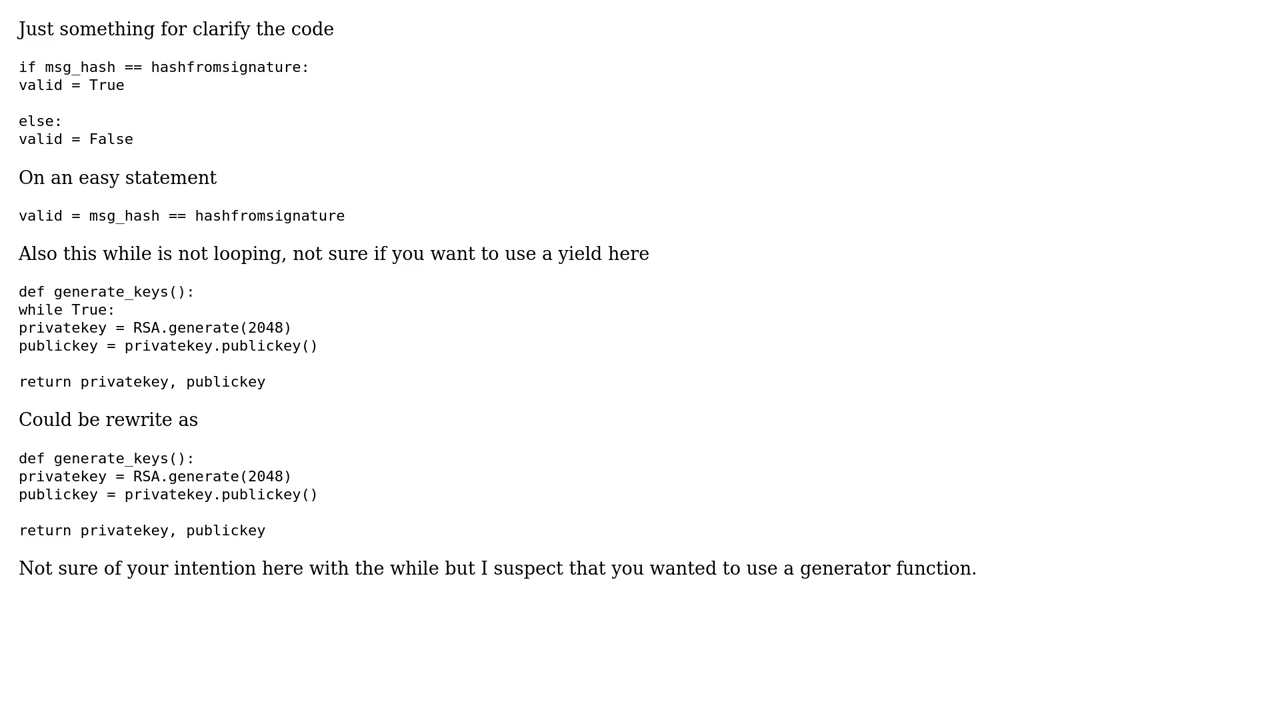 Just something for clarify the code
if msg_hash == hashfromsignature:
valid = True
else:
valid = False
On an easy statement
valid = msg_hash == hashfromsignature
Also this while is not looping, not sure if you want to use a yield here
def generate_keys():
while True:
privatekey = RSA.generate(2048)
publickey = privatekey.publickey()
return privatekey, publickey
Could be rewrite as
def generate_keys():
privatekey = RSA.generate(2048)
publickey = privatekey.publickey()
return privatekey, publickey
Not sure of your intention here with the while but I suspect that you wanted to use a generator function.